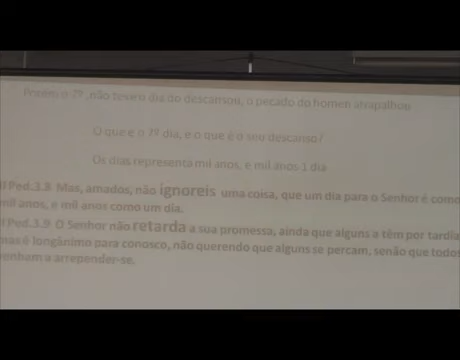 Porém o 7º ,não teve o dia do descansou, o pecado do homem atrapalhou
O que e o 7º dia, e o que é o seu descanso?
Os dias representa mil anos, e mil anos 1 dia
II Ped.3.8 Mas, amados, não ignoreis uma coisa, que um dia para o Senhor é como
mil anos, e mil anos como um dia.
II Ped.3.9 O Senhor não retarda a sua promessa, ainda que alguns a têm por tardia
mas é longânimo para conosco, não querendo que alguns se percam, senão que todos
venham a arrepender-se.